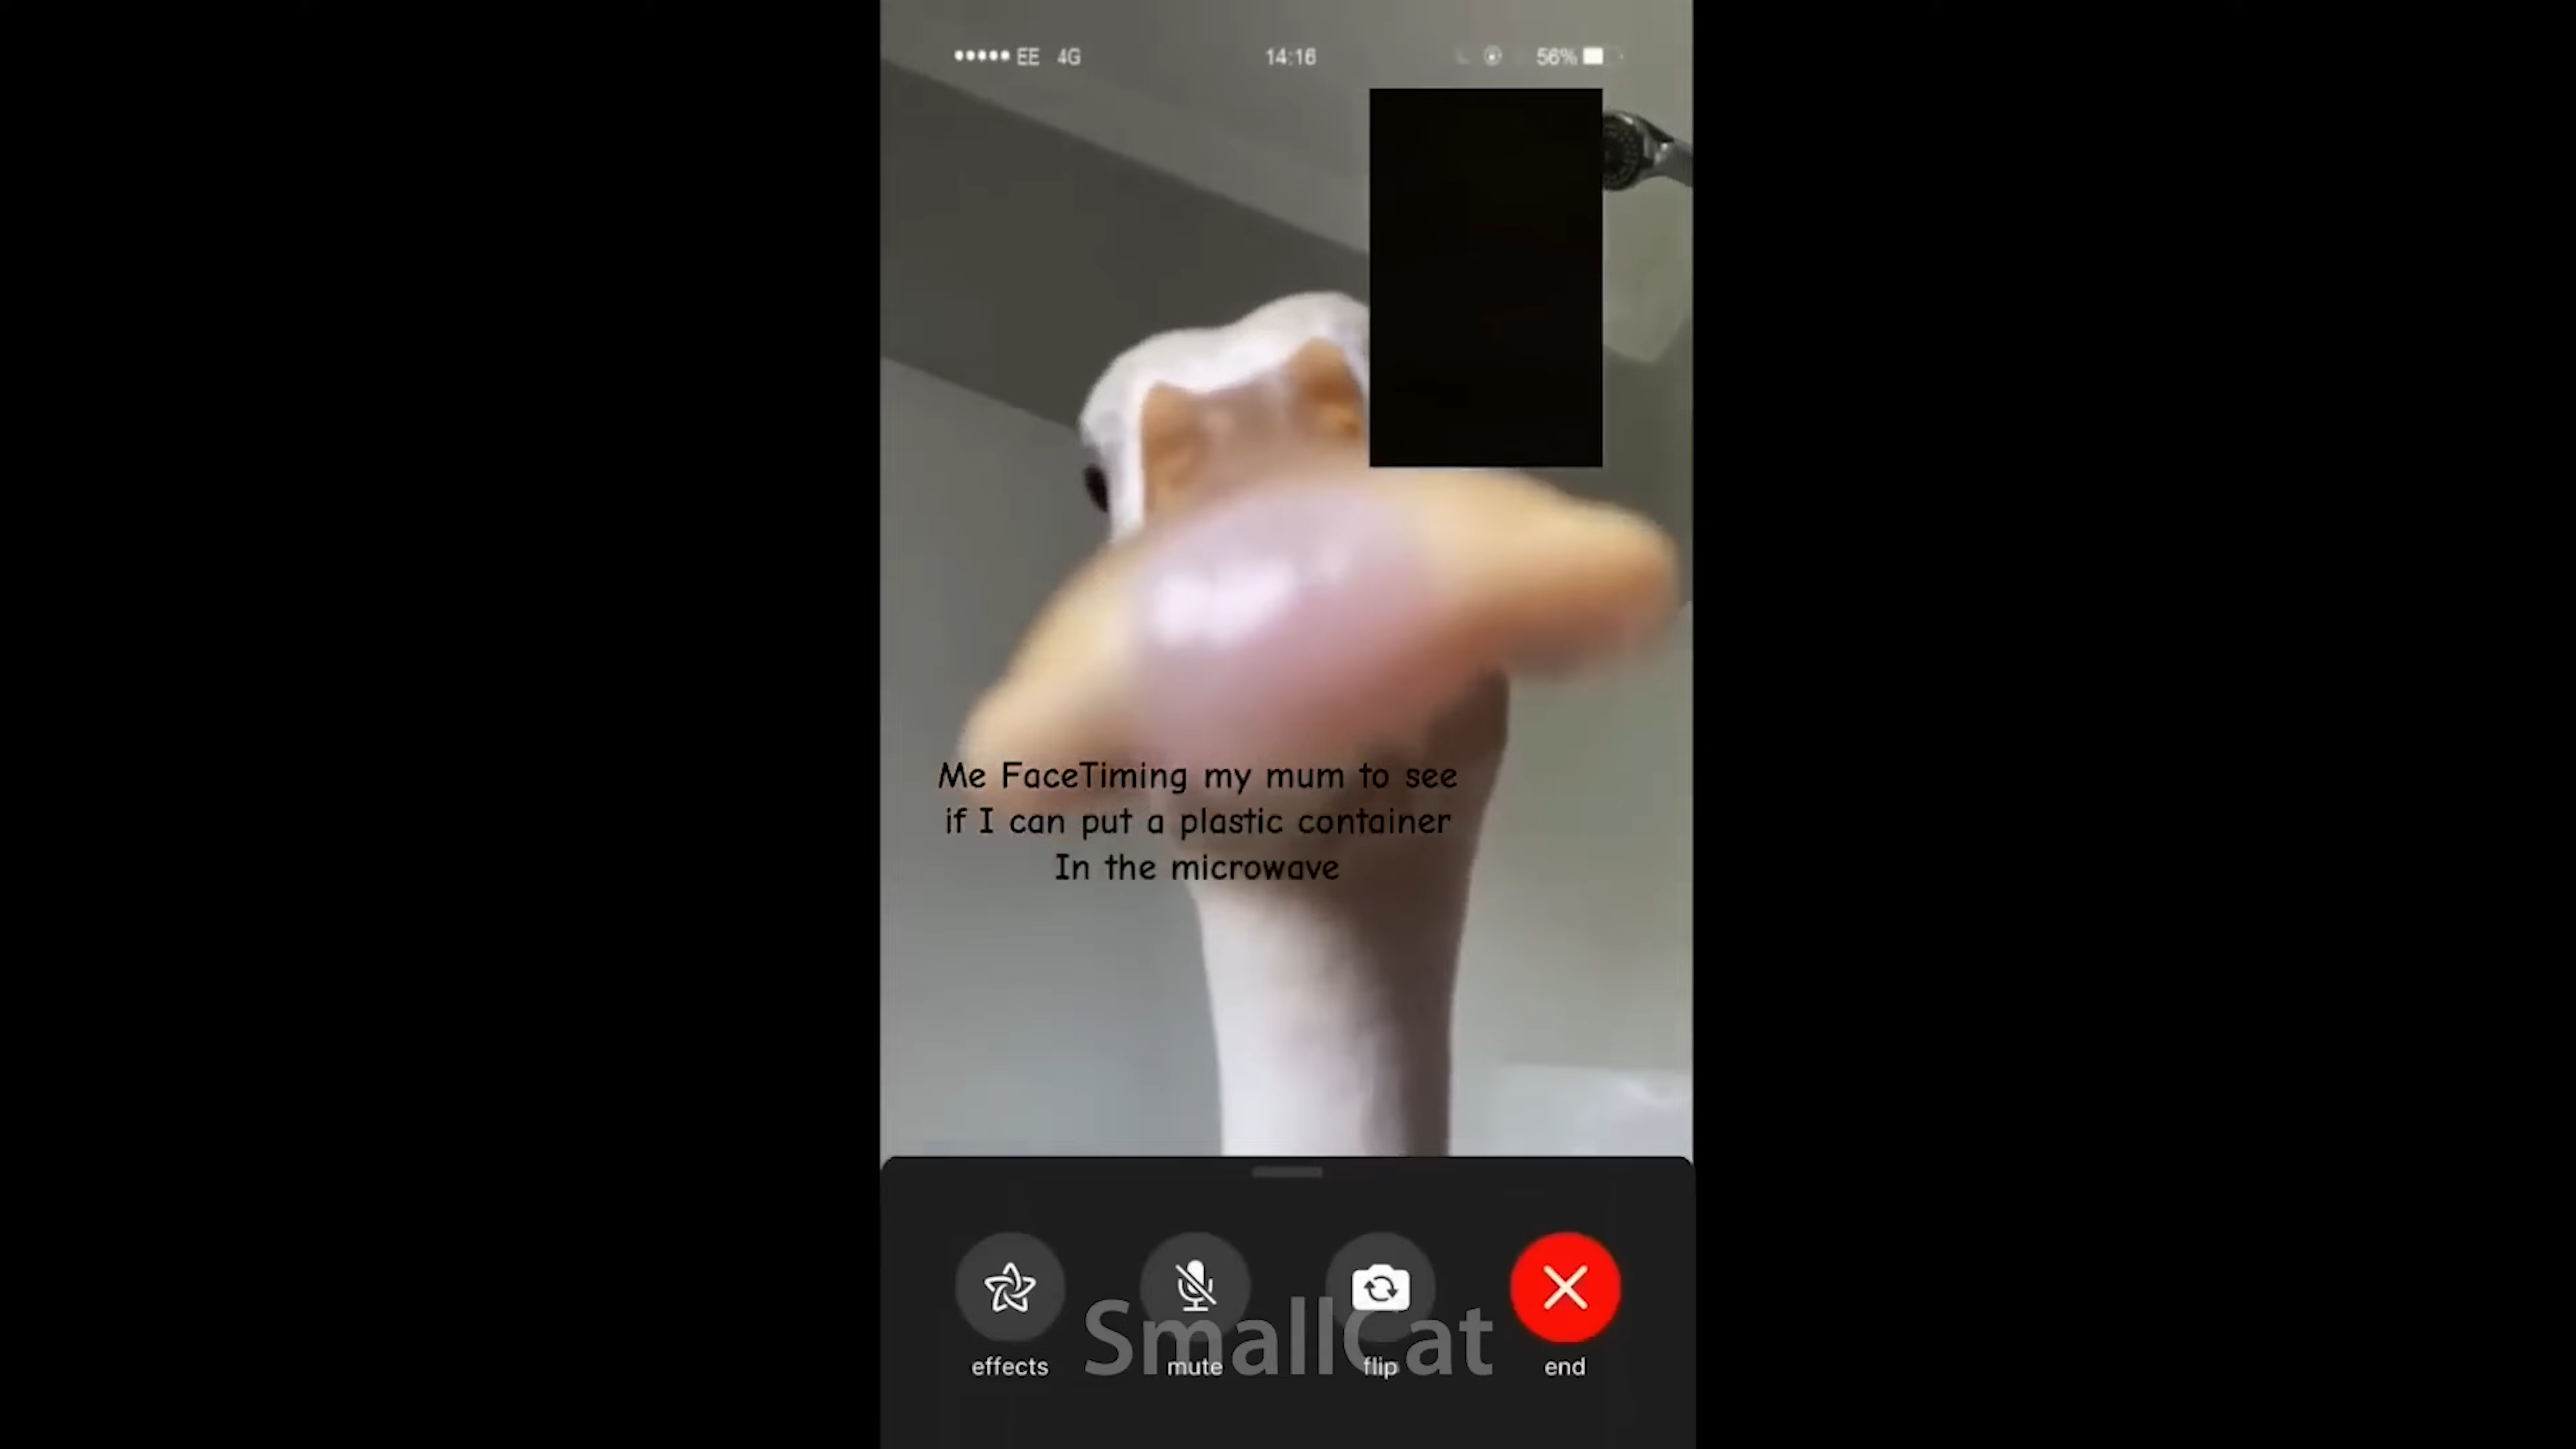 EE 4G 14:16 56%
Me FaceTiming my mum to see
if I can put a plastic container
In the microwave
SmallCat
effects mute flip end